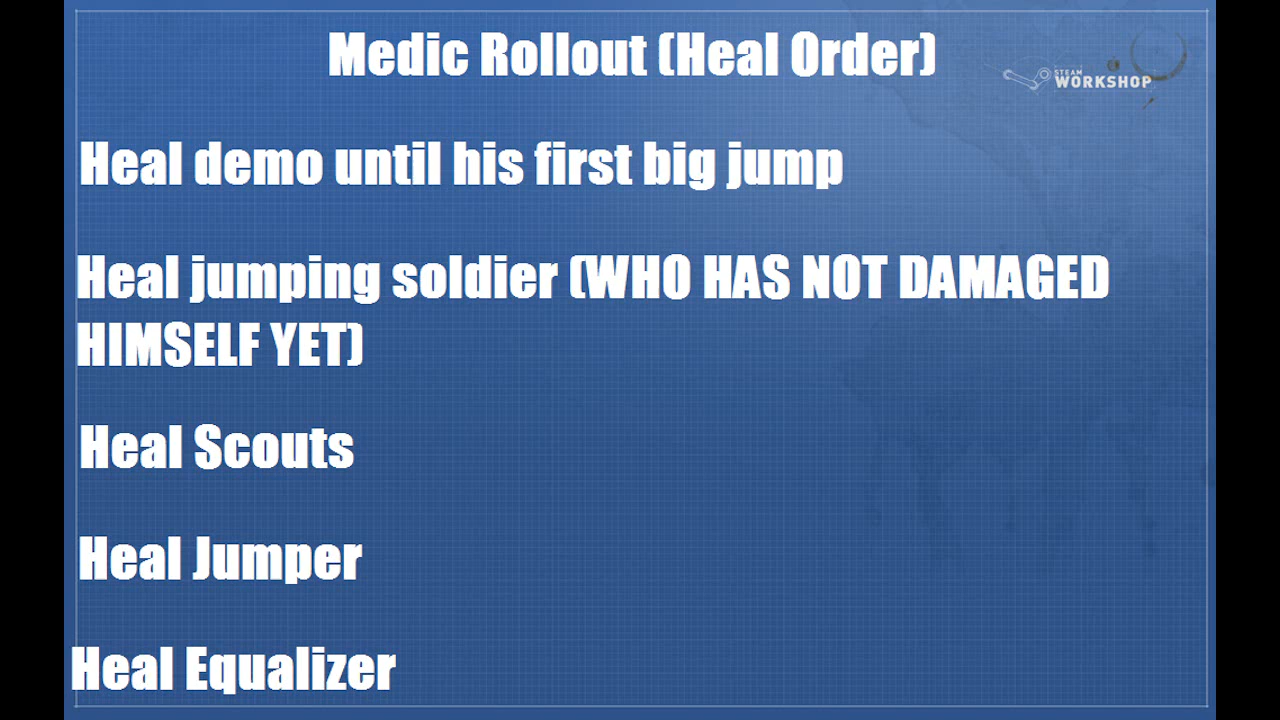 Medic Rollout (Heal Order)
STEAM
WORKSHOP
Heal demo until his first big jump
Heal jumping soldier (WHO HAS NOT DAMAGED
HIMSELF YET)
Heal Scouts
Heal Jumper
Heal Equalizer